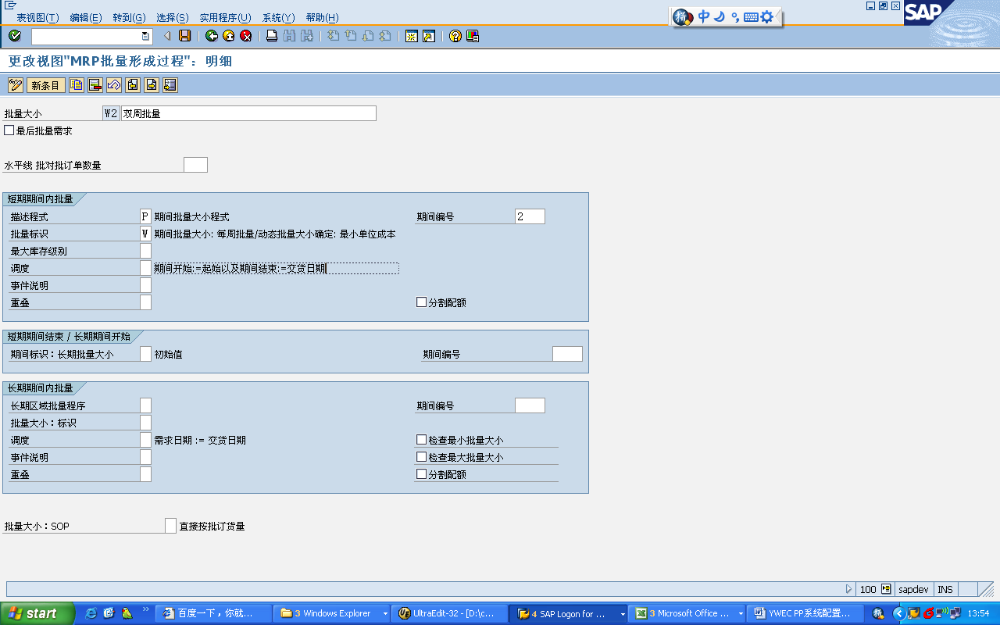 表视图(T) 编辑(E) 转到(G) 选择(S) 实用程序(U) 系统(Y) 帮助(H)
中
SAP
更改视图"MRP批量形成过程": 明细
新条目
批量大小 W2 双周批量
最后批量需求
水平线 批对批订单数量
短期期间内批量
描述程式 P 期间批量大小程式 期间编号 2
批量标识 W 期间批量大小: 每周批量/动态批量大小确定: 最小单位成本
最大库存级别
调度 期间开始:=起始以及期间结束:=交货日期
事件说明
重叠 分割配额
短期期间结束 / 长期期间开始
期间标识：长期批量大小 初始值 期间编号
长期期间内批量
长期区域批量程序 期间编号
批量大小：标识
调度 需求日期 := 交货日期 检查最小批量大小
事件说明 检查最大批量大小
重叠 分割配额
批量大小：SOP 直接按批订货量
100 sapdev INS
start 百度一下，你就... 3 Windows Explorer UltraEdit-32 - [D:\c... 4 SAP Logon for ... 3 Microsoft Office ... YWEC PP系统配置... 13:54